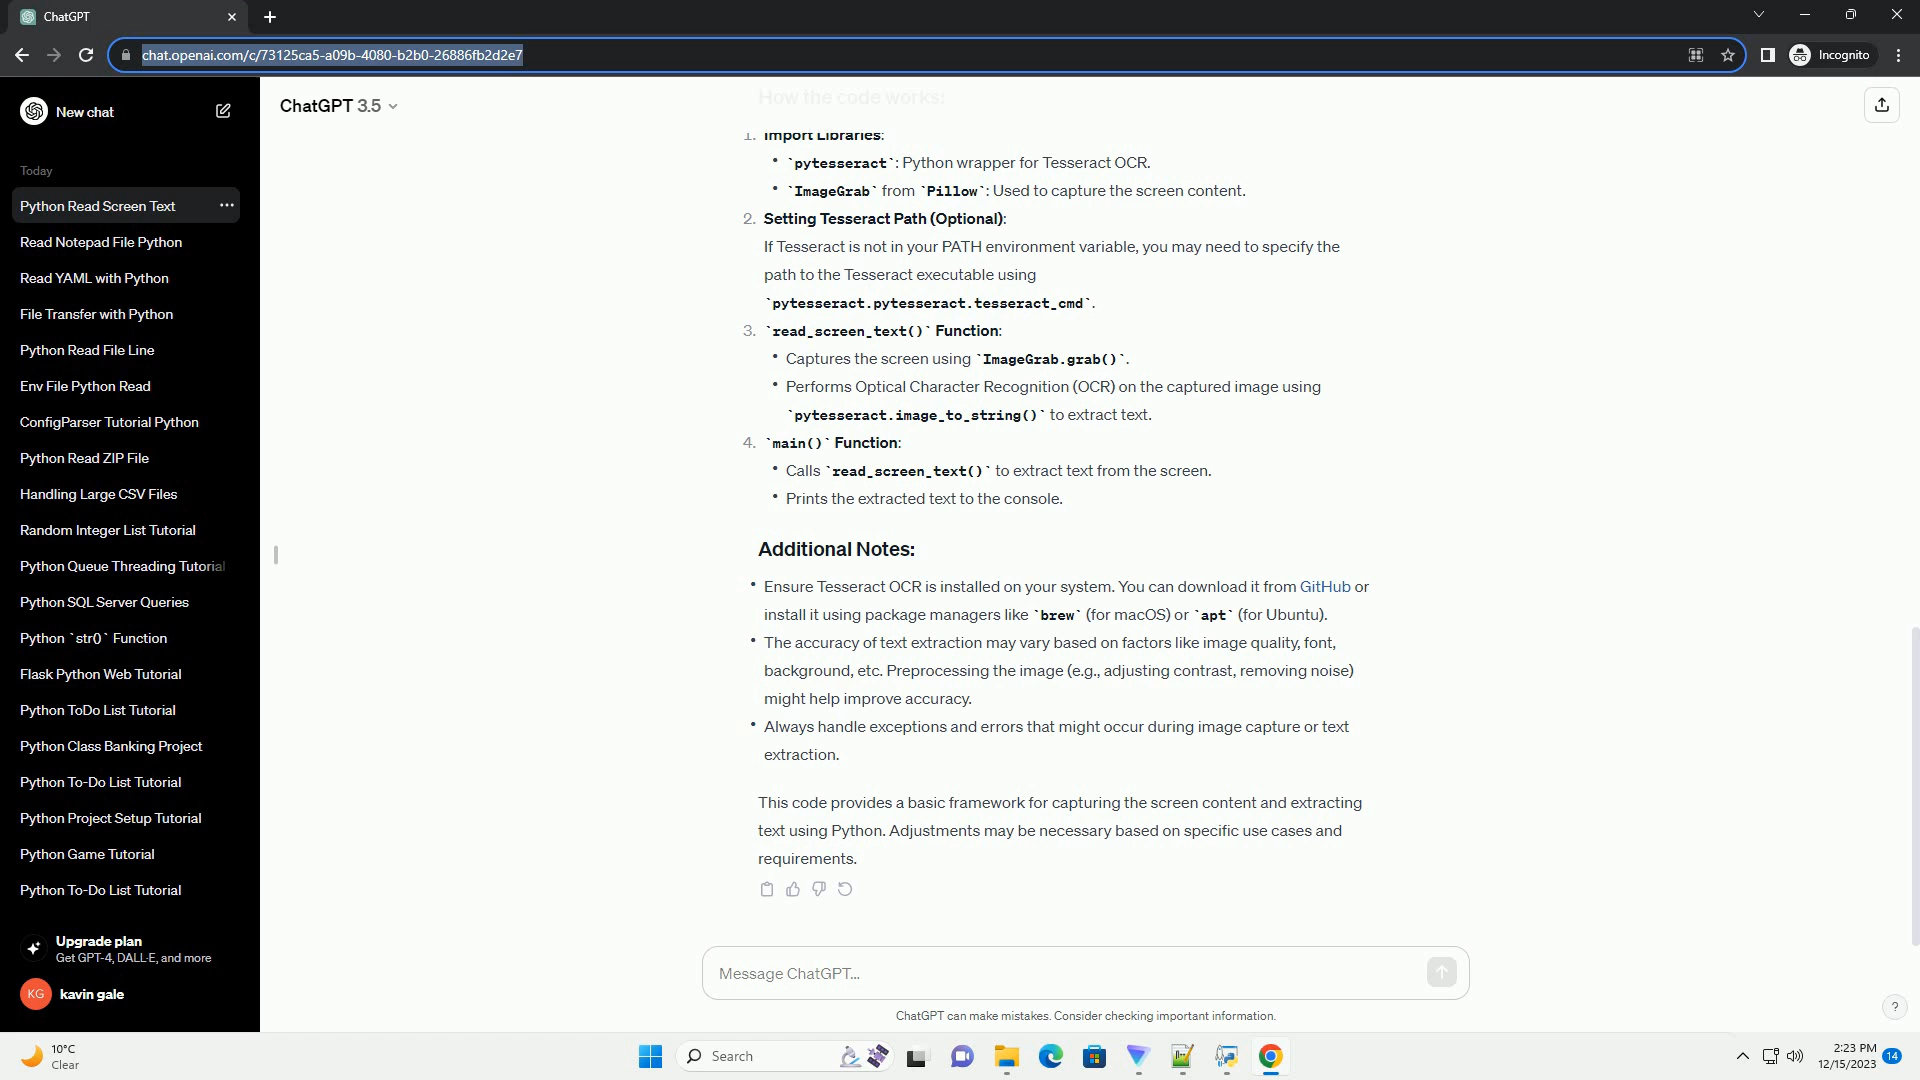 ChatGPT
chat.openai.com/c/73125ca5-a09b-4080-b2b0-26886fb2d2e7
Incognito
New chat
Today
Python Read Screen Text
Read Notepad File Python
Read YAML with Python
File Transfer with Python
Python Read File Line
Env File Python Read
ConfigParser Tutorial Python
Python Read ZIP File
Handling Large CSV Files
Random Integer List Tutorial
Python Queue Threading Tutorial
Python SQL Server Queries
Python `str()` Function
Flask Python Web Tutorial
Python ToDo List Tutorial
Python Class Banking Project
Python To-Do List Tutorial
Python Project Setup Tutorial
Python Game Tutorial
Python To-Do List Tutorial
Upgrade plan
Get GPT-4, DALL·E, and more
KG kavin gale
ChatGPT 3.5
How the code works:
1. Import Libraries:
• `pytesseract`: Python wrapper for Tesseract OCR.
• `ImageGrab` from `Pillow`: Used to capture the screen content.
2. Setting Tesseract Path (Optional):
If Tesseract is not in your PATH environment variable, you may need to specify the
path to the Tesseract executable using
`pytesseract.pytesseract.tesseract_cmd`.
3. `read_screen_text()` Function:
• Captures the screen using `ImageGrab.grab()`.
• Performs Optical Character Recognition (OCR) on the captured image using
`pytesseract.image_to_string()` to extract text.
4. `main()` Function:
• Calls `read_screen_text()` to extract text from the screen.
• Prints the extracted text to the console.
Additional Notes:
• Ensure Tesseract OCR is installed on your system. You can download it from GitHub or
install it using package managers like `brew` (for macOS) or `apt` (for Ubuntu).
• The accuracy of text extraction may vary based on factors like image quality, font,
background, etc. Preprocessing the image (e.g., adjusting contrast, removing noise)
might help improve accuracy.
• Always handle exceptions and errors that might occur during image capture or text
extraction.
This code provides a basic framework for capturing the screen content and extracting
text using Python. Adjustments may be necessary based on specific use cases and
requirements.
Message ChatGPT...
ChatGPT can make mistakes. Consider checking important information.
?
10°C
Clear
Search
2:23 PM
12/15/2023
14